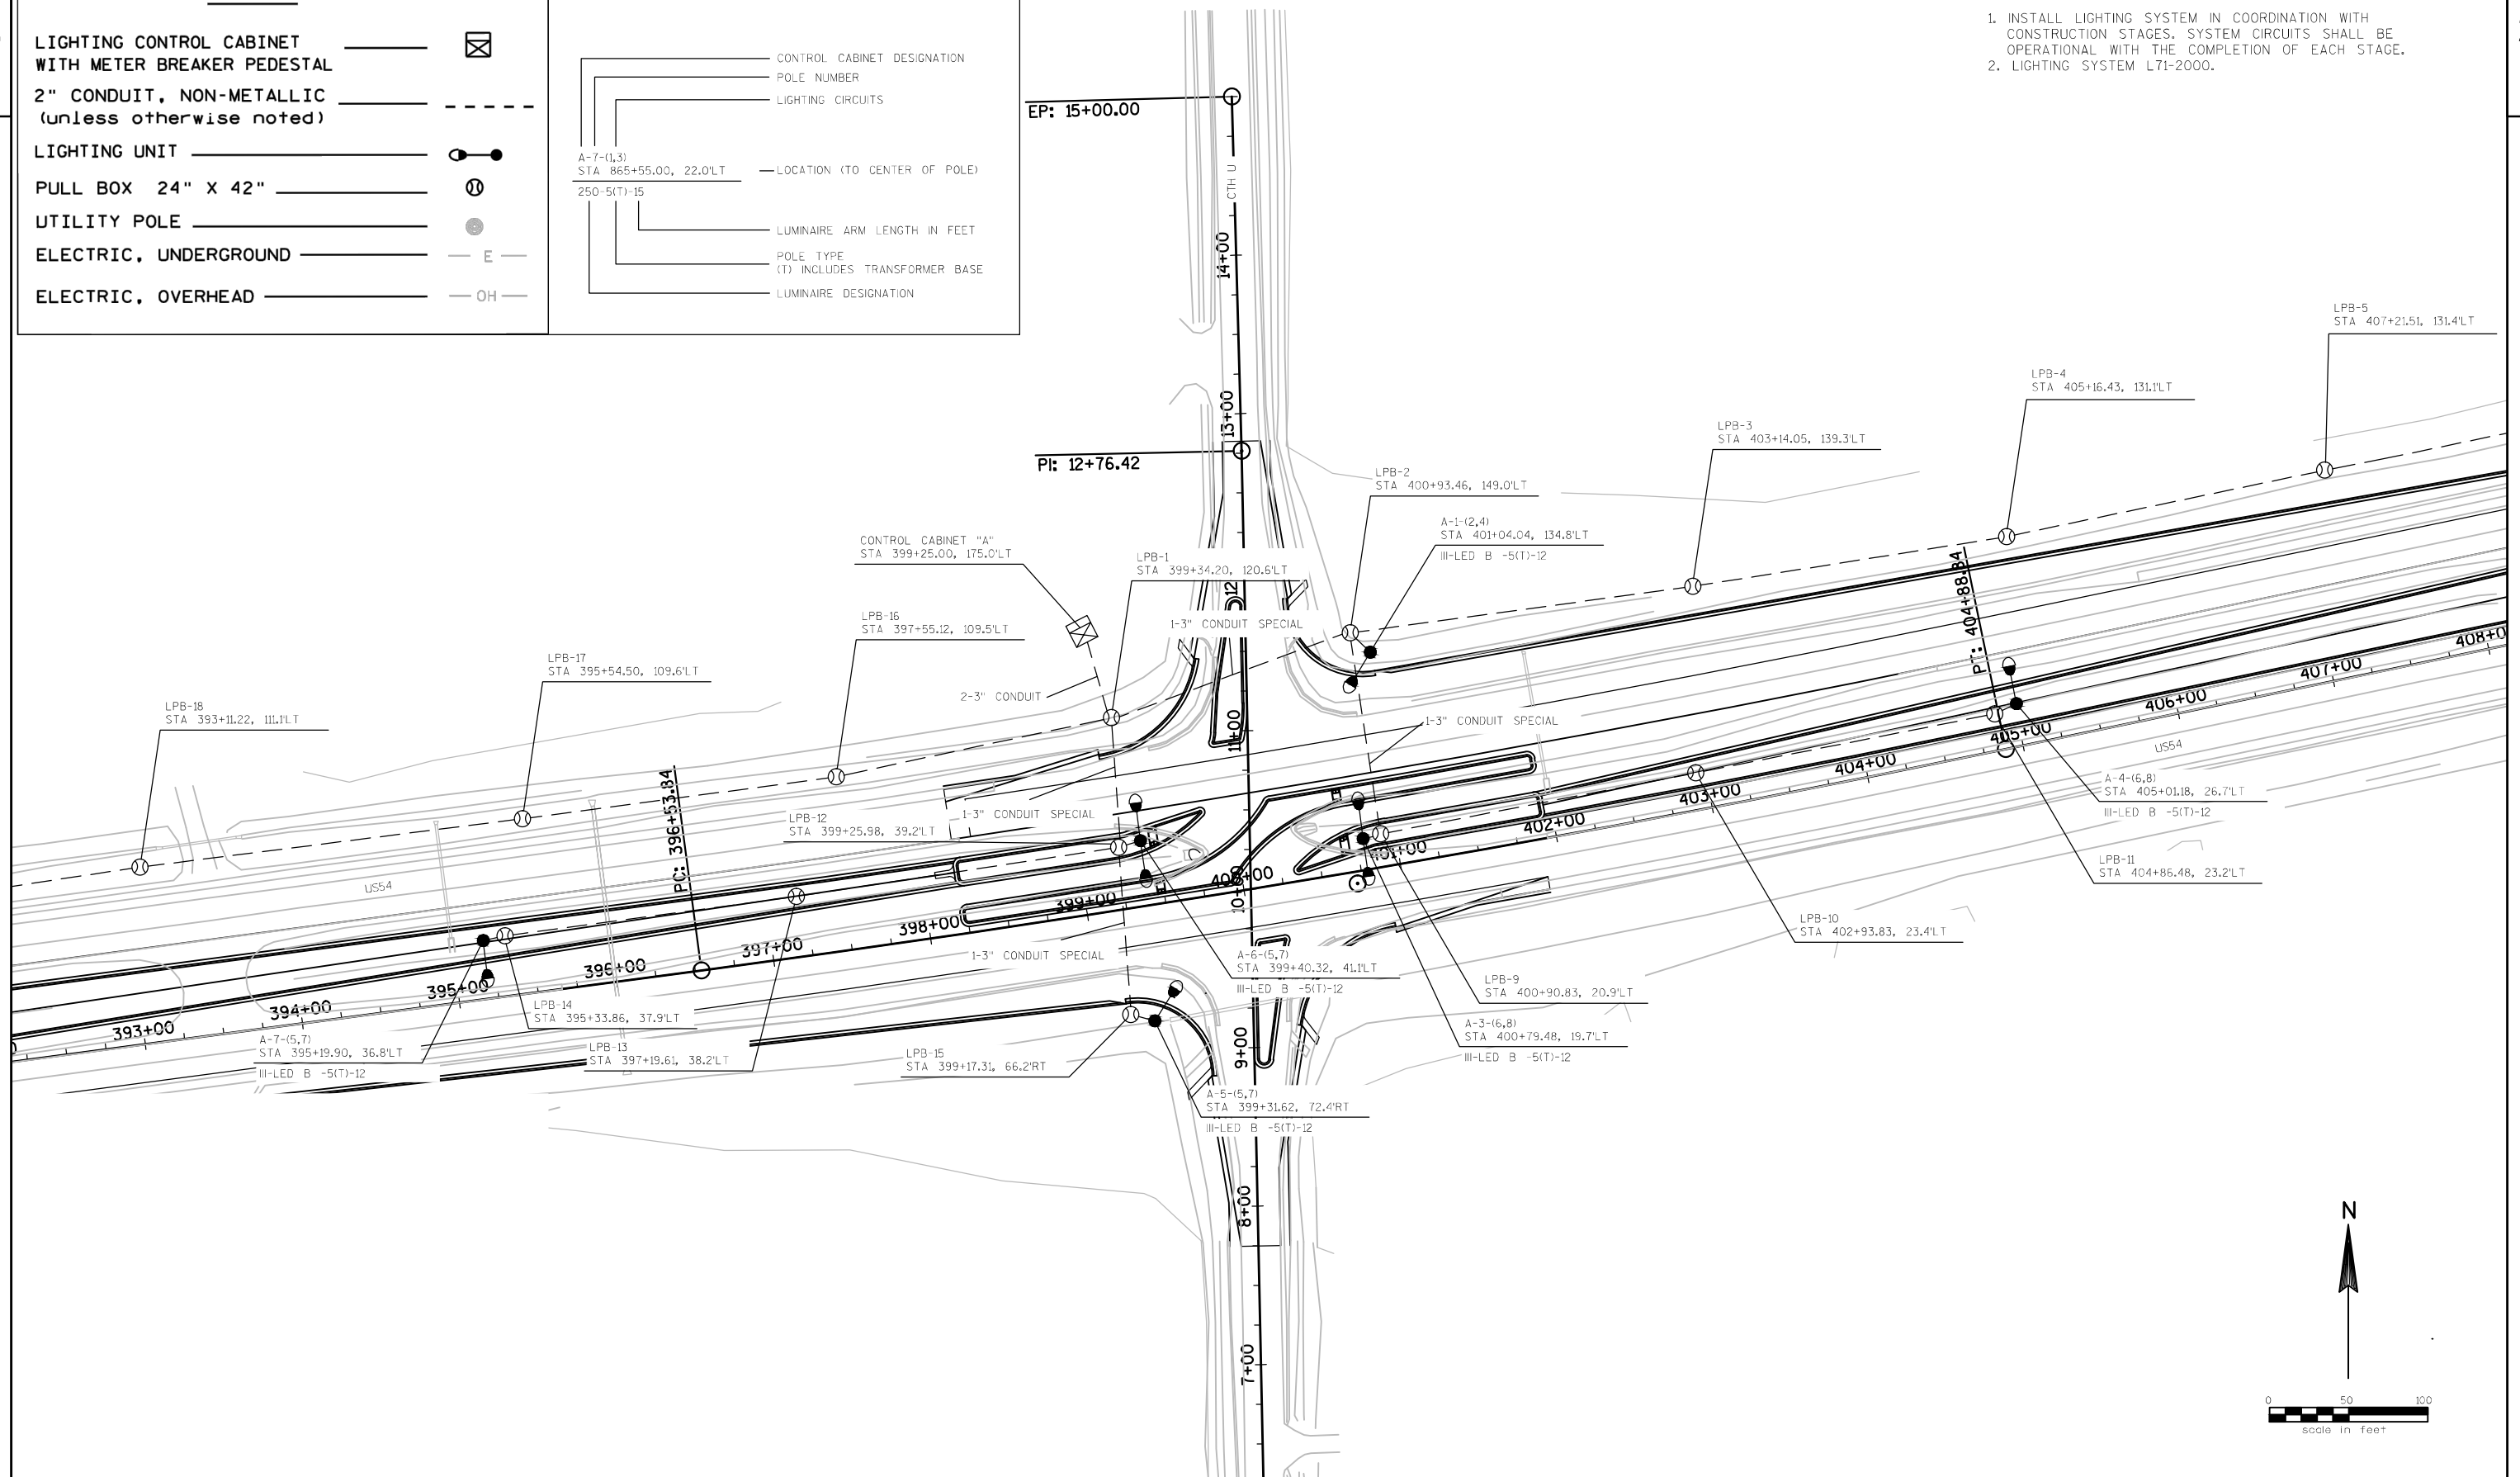 LIGHTING CONTROL CABINET
WITH METER BREAKER PEDESTAL
2" CONDUIT, NON-METALLIC
(unless otherwise noted)
LIGHTING UNIT
PULL BOX 24" X 42"
UTILITY POLE
ELECTRIC, UNDERGROUND
E
ELECTRIC, OVERHEAD
OH
CONTROL CABINET DESIGNATION
POLE NUMBER
LIGHTING CIRCUITS
A-7-(1,3)
STA 865+55.00, 22.0'LT
LOCATION (TO CENTER OF POLE)
250-5(T)-15
LUMINAIRE ARM LENGTH IN FEET
POLE TYPE
(T) INCLUDES TRANSFORMER BASE
LUMINAIRE DESIGNATION
1. INSTALL LIGHTING SYSTEM IN COORDINATION WITH
CONSTRUCTION STAGES. SYSTEM CIRCUITS SHALL BE
OPERATIONAL WITH THE COMPLETION OF EACH STAGE.
2. LIGHTING SYSTEM L71-2000.
EP: 15+00.00
CTH U
14+00
13+00
PI: 12+76.42
LPB-5
STA 407+21.51, 131.4'LT
LPB-4
STA 405+16.43, 131.1'LT
LPB-3
STA 403+14.05, 139.3'LT
LPB-2
STA 400+93.46, 149.0'LT
A-1-(2,4)
STA 401+04.04, 134.8'LT
III-LED B -5(T)-12
CONTROL CABINET "A"
STA 399+25.00, 175.0'LT
LPB-1
STA 399+34.20, 120.6'LT
12
1-3" CONDUIT SPECIAL
LPB-16
STA 397+55.12, 109.5'LT
LPB-17
STA 395+54.50, 109.6'LT
LPB-18
STA 393+11.22, 111.1'LT
2-3" CONDUIT
1-3" CONDUIT SPECIAL
11+00
PT: 404+88.84
408+0
407+00
406+00
405+00
404+00
403+00
402+00
401+00
400+00
399+00
398+00
397+00
396+00
395+00
394+00
393+00
US54
US54
PC: 396+53.84
A-4-(6,8)
STA 405+01.18, 26.7'LT
III-LED B -5(T)-12
1-3" CONDUIT SPECIAL
LPB-12
STA 399+25.98, 39.2'LT
LPB-11
STA 404+86.48, 23.2'LT
10+00
LPB-10
STA 402+93.83, 23.4'LT
1-3" CONDUIT SPECIAL
A-6-(5,7)
STA 399+40.32, 41.1'LT
III-LED B -5(T)-12
LPB-9
STA 400+90.83, 20.9'LT
LPB-14
STA 395+33.86, 37.9'LT
A-3-(6,8)
STA 400+79.48, 19.7'LT
III-LED B -5(T)-12
A-7-(5,7)
STA 395+19.90, 36.8'LT
III-LED B -5(T)-12
LPB-13
STA 397+19.61, 38.2'LT
LPB-15
STA 399+17.31, 66.2'RT
9+00
A-5-(5,7)
STA 399+31.62, 72.4'RT
III-LED B -5(T)-12
8+00
7+00
N
0 50 100
scale in feet